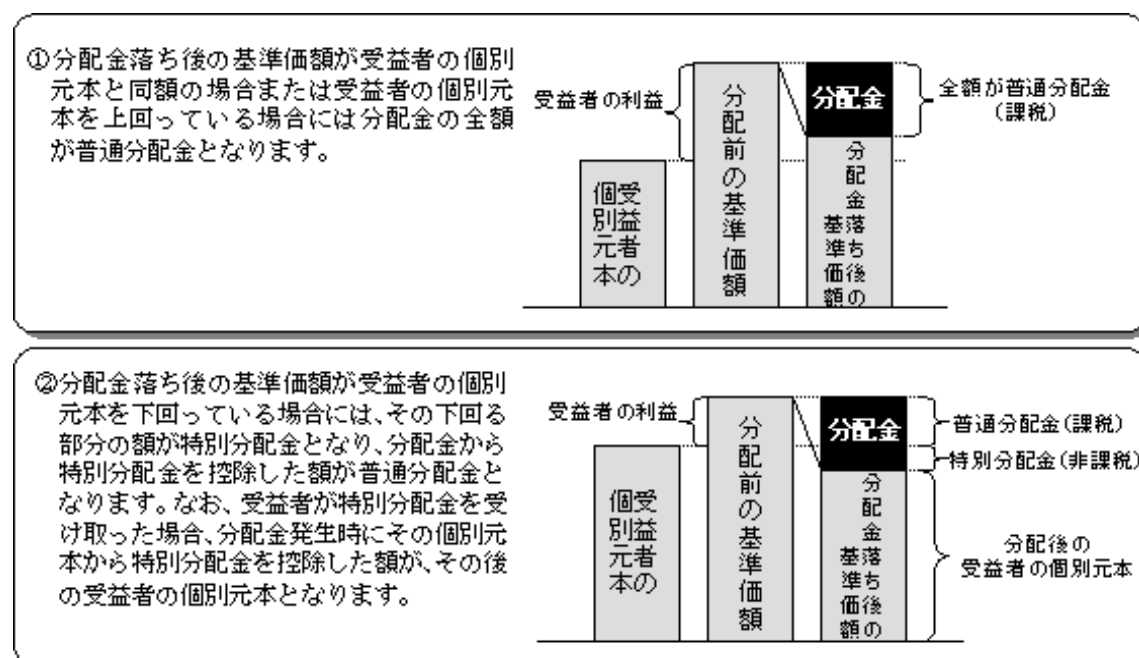 ①分配金落ち後の基準価額が受益者の個別
元本と同額の場合または受益者の個別元
本を上回っている場合には分配金の全額
が普通分配金となります。
受益者の利益
受益者の
個別元本
分配前の基準価額
分配金
分配金落ち後の
基準価額
全額が普通分配金
(課税)
②分配金落ち後の基準価額が受益者の個別
元本を下回っている場合には、その下回る
部分の額が特別分配金となり、分配金から
特別分配金を控除した額が普通分配金と
なります。なお、受益者が特別分配金を受
け取った場合、分配金発生時にその個別元
本から特別分配金を控除した額が、その後
の受益者の個別元本となります。
受益者の利益
受益者の
個別元本
分配前の基準価額
分配金
分配金落ち後の
基準価額
普通分配金(課税)
特別分配金(非課税)
分配後の
受益者の個別元本